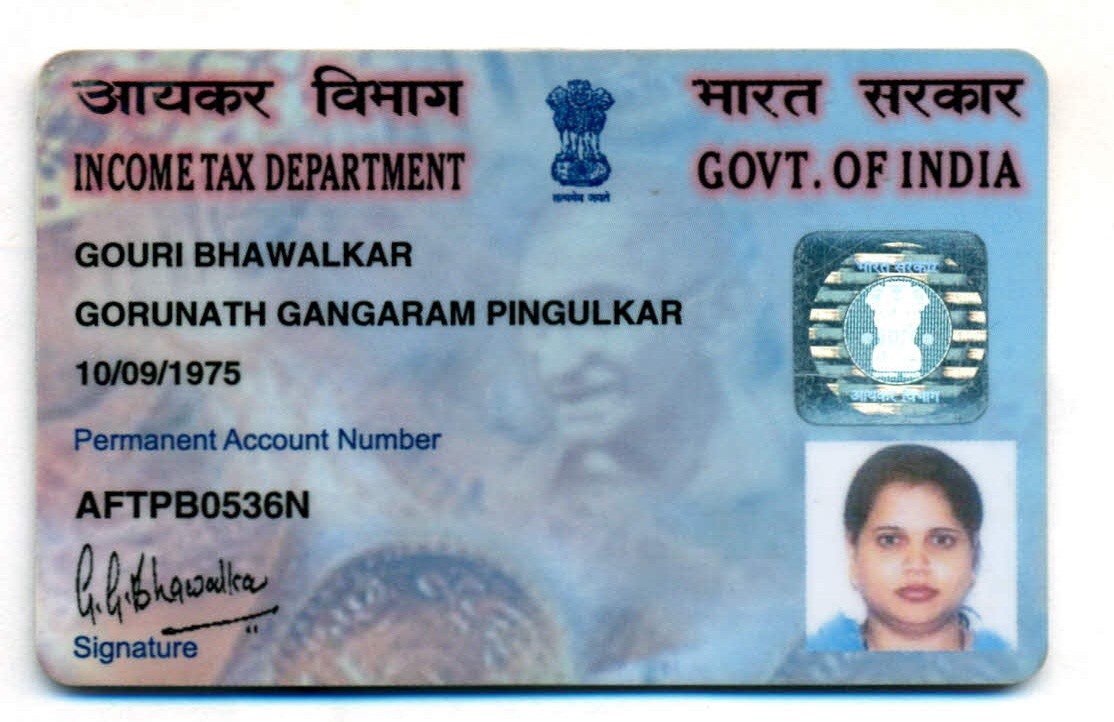 आयकर विभाग
भारत सरकार
INCOME TAX DEPARTMENT
GOVT. OF INDIA
सत्यमेव जयते
GOURI BHAWALKAR
GORUNATH GANGARAM PINGULKAR
10/09/1975
Permanent Account Number
AFTPB0536N
G.G.Bhawalkar
Signature
भारत सरकार
आयकर विभाग